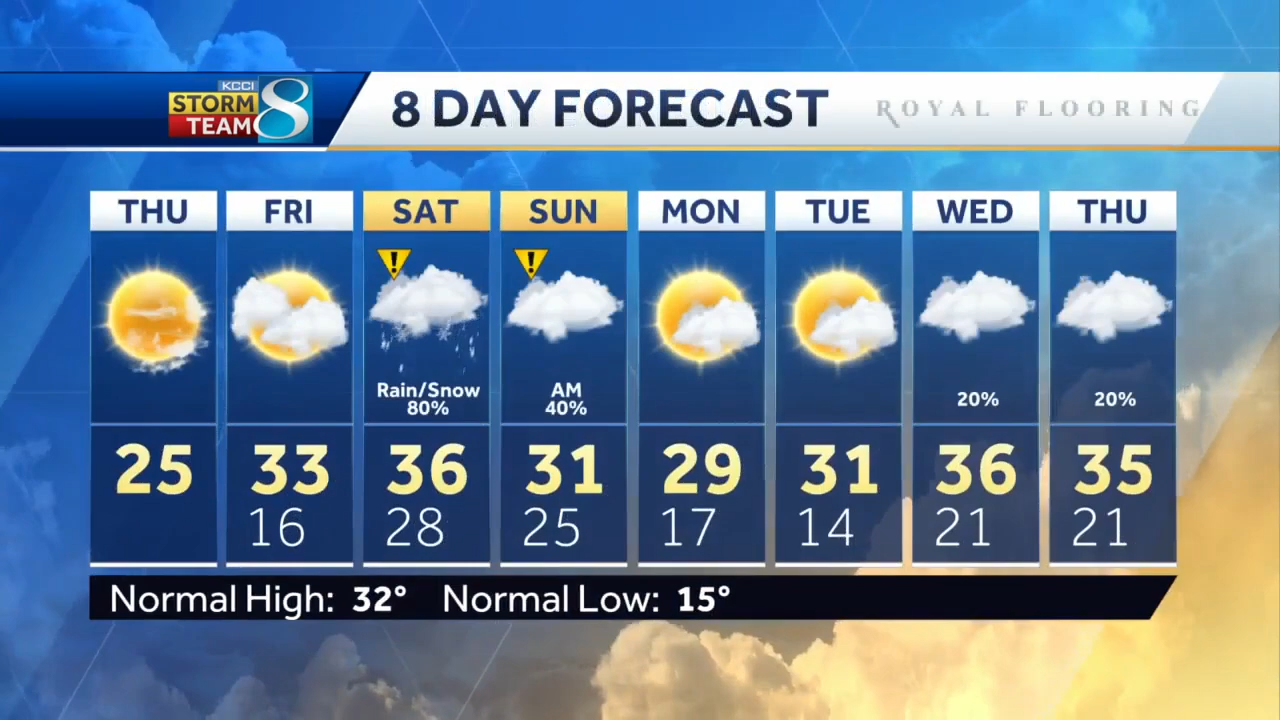 KCCI
STORM
TEAM
8
8 DAY FORECAST
ROYAL FLOORING
THU FRI SAT SUN MON TUE WED THU
! !
Rain/Snow AM
80% 40% 20% 20%
25 33 36 31 29 31 36 35
16 28 25 17 14 21 21
Normal High: 32° Normal Low: 15°